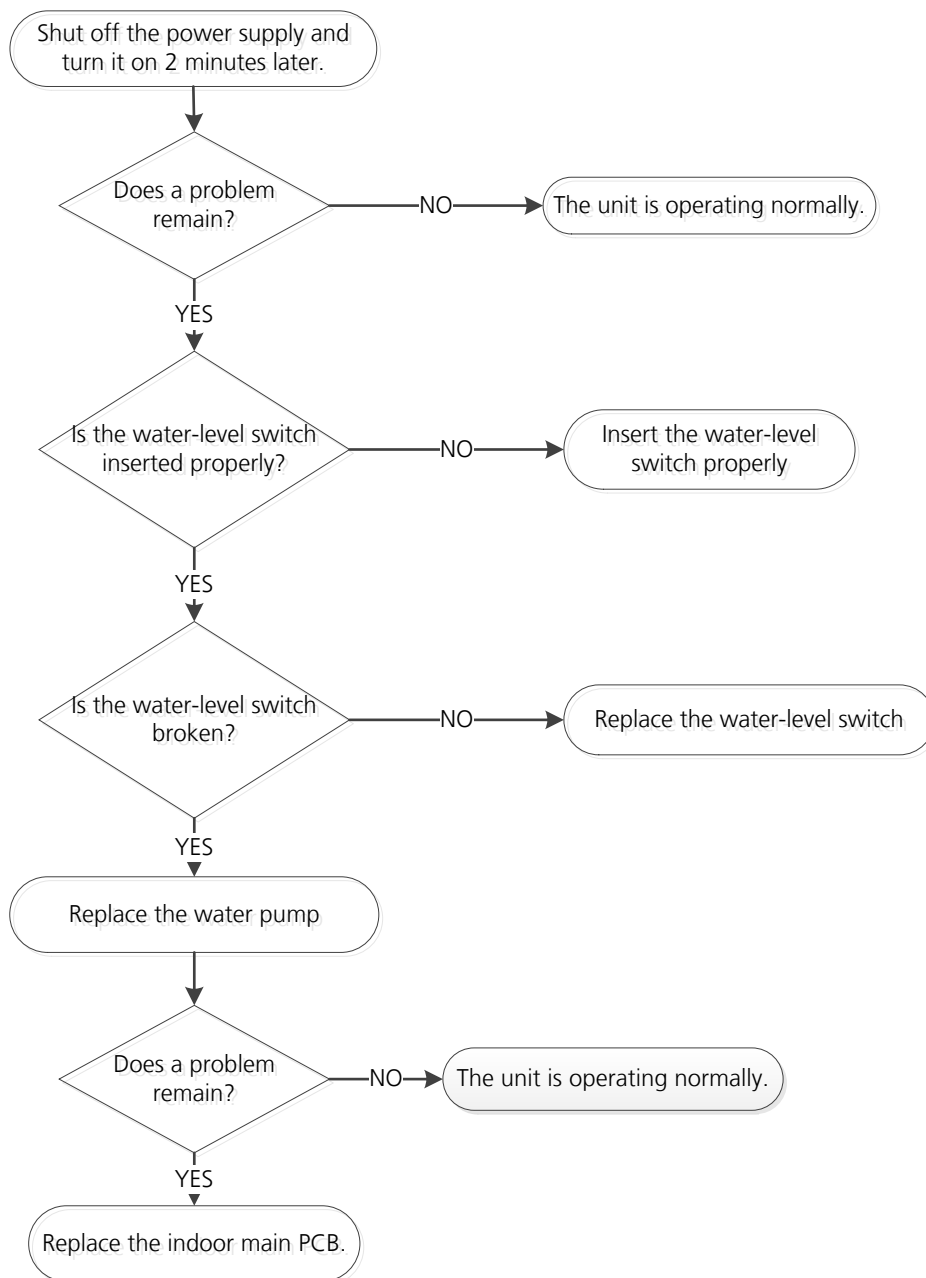 Shut off the power supply and
turn it on 2 minutes later.
Does a problem
remain?
NO
The unit is operating normally.
YES
Is the water-level switch
inserted properly?
NO
Insert the water-level
switch properly
YES
Is the water-level switch
broken?
NO
Replace the water-level switch
YES
Replace the water pump
Does a problem
remain?
NO
The unit is operating normally.
YES
Replace the indoor main PCB.